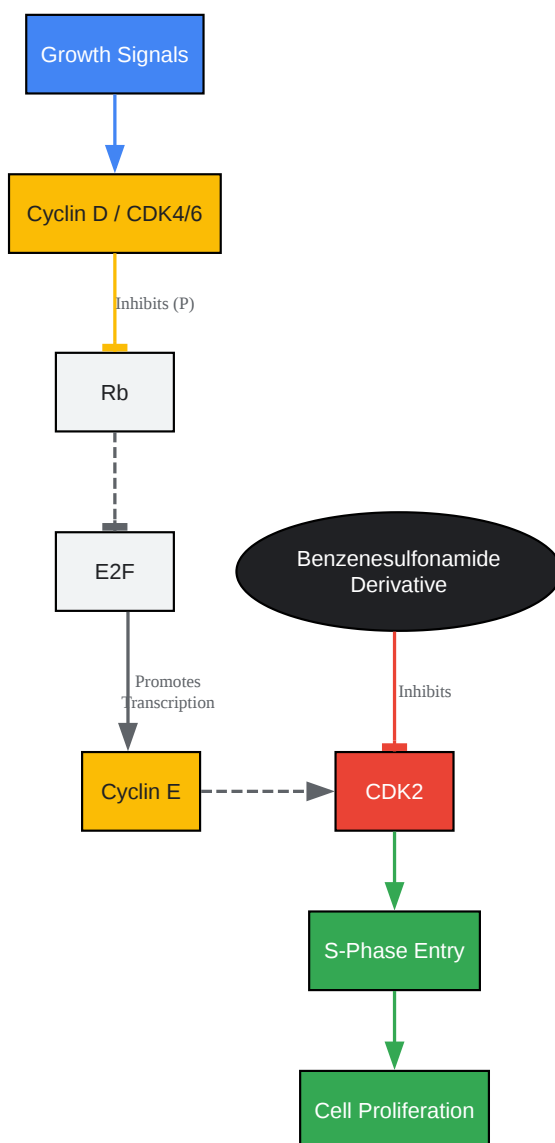 Growth Signals
Cyclin D / CDK4/6
Inhibits (P)
Rb
E2F
Benzenesulfonamide
Derivative
Promotes
Transcription
Inhibits
Cyclin E
CDK2
S-Phase Entry
Cell Proliferation